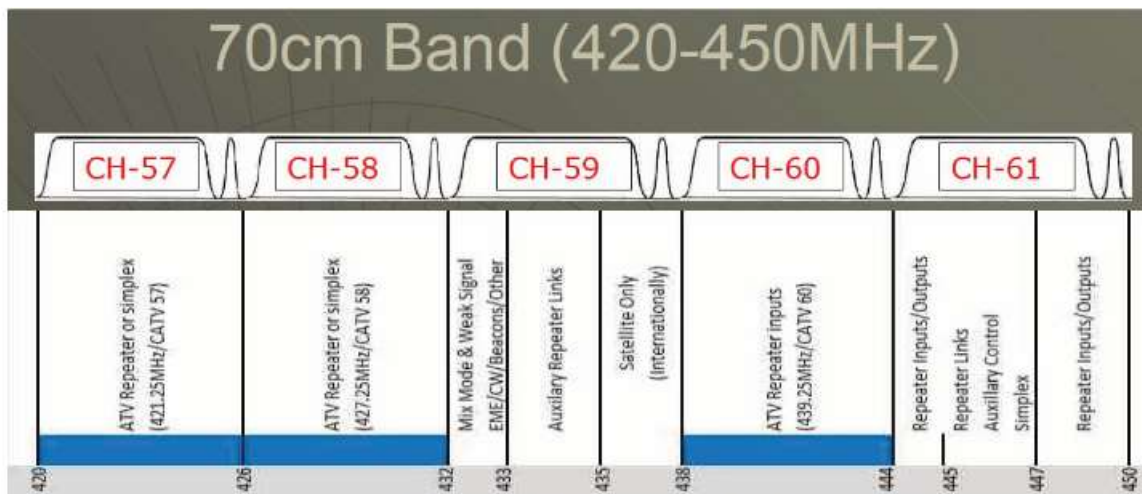 70cm Band (420-450MHz)
CH-57
CH-58
CH-59
CH-60
CH-61
ATV Repeater or simplex
(421.25MHz/CATV 57)
ATV Repeater or simplex
(427.25MHz/CATV 58)
Mix Mode & Weak Signal
EME/CW/Beacons/Other
Auxilary Repeater Links
Satellite Only
(Internationally)
ATV Repeater inputs
(439.25MHz/CATV 60)
Repeater Inputs/Outputs
Repeater Links
Auxillary Control
Simplex
Repeater Inputs/Outputs
420
426
432
433
435
438
444
445
447
450